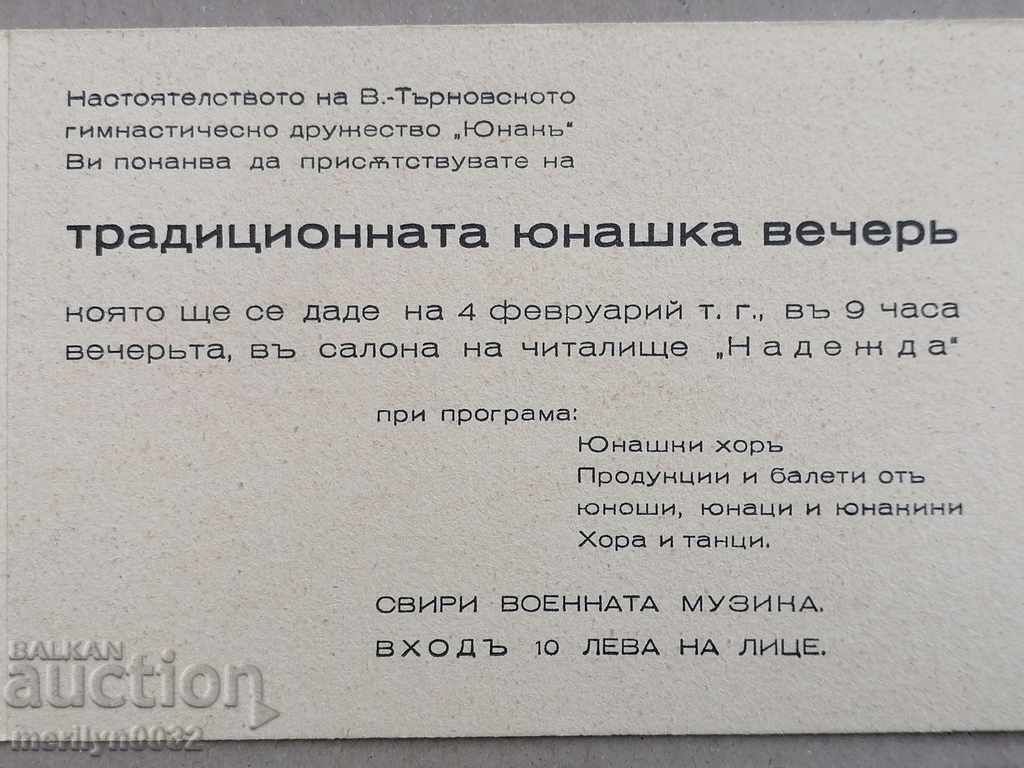 Настоятелството на В.-Търновското
гимнастическо дружество „Юнакъ“
Ви поканва да присѫтствувате на
традиционната юнашка вечерь
която ще се даде на 4 февруарий т. г., въ 9 часа
вечерьта, въ салона на читалище „Надежда“
при програма:
Юнашки хоръ
Продукции и балети отъ
юноши, юнаци и юнакини
Хора и танци.
СВИРИ ВОЕННАТА МУЗИКА.
ВХОДЪ 10 ЛЕВА НА ЛИЦЕ.
BALKAN
auction
merilyn0032